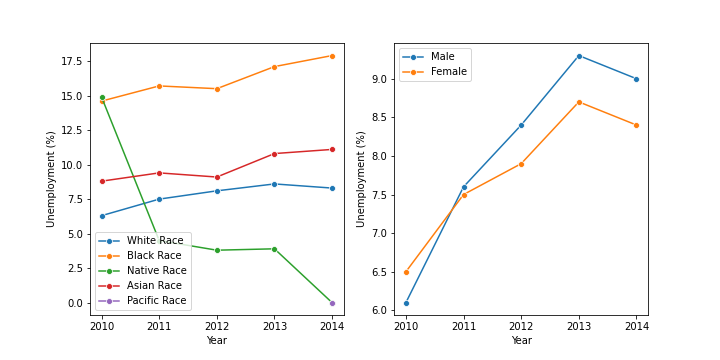 17.5
15.0
12.5
10.0
7.5
5.0
2.5
0.0
Unemployment (%)
White Race
Black Race
Native Race
Asian Race
Pacific Race
2010 2011 2012 2013 2014
Year
9.0
8.5
8.0
7.5
7.0
6.5
6.0
Unemployment (%)
Male
Female
2010 2011 2012 2013 2014
Year